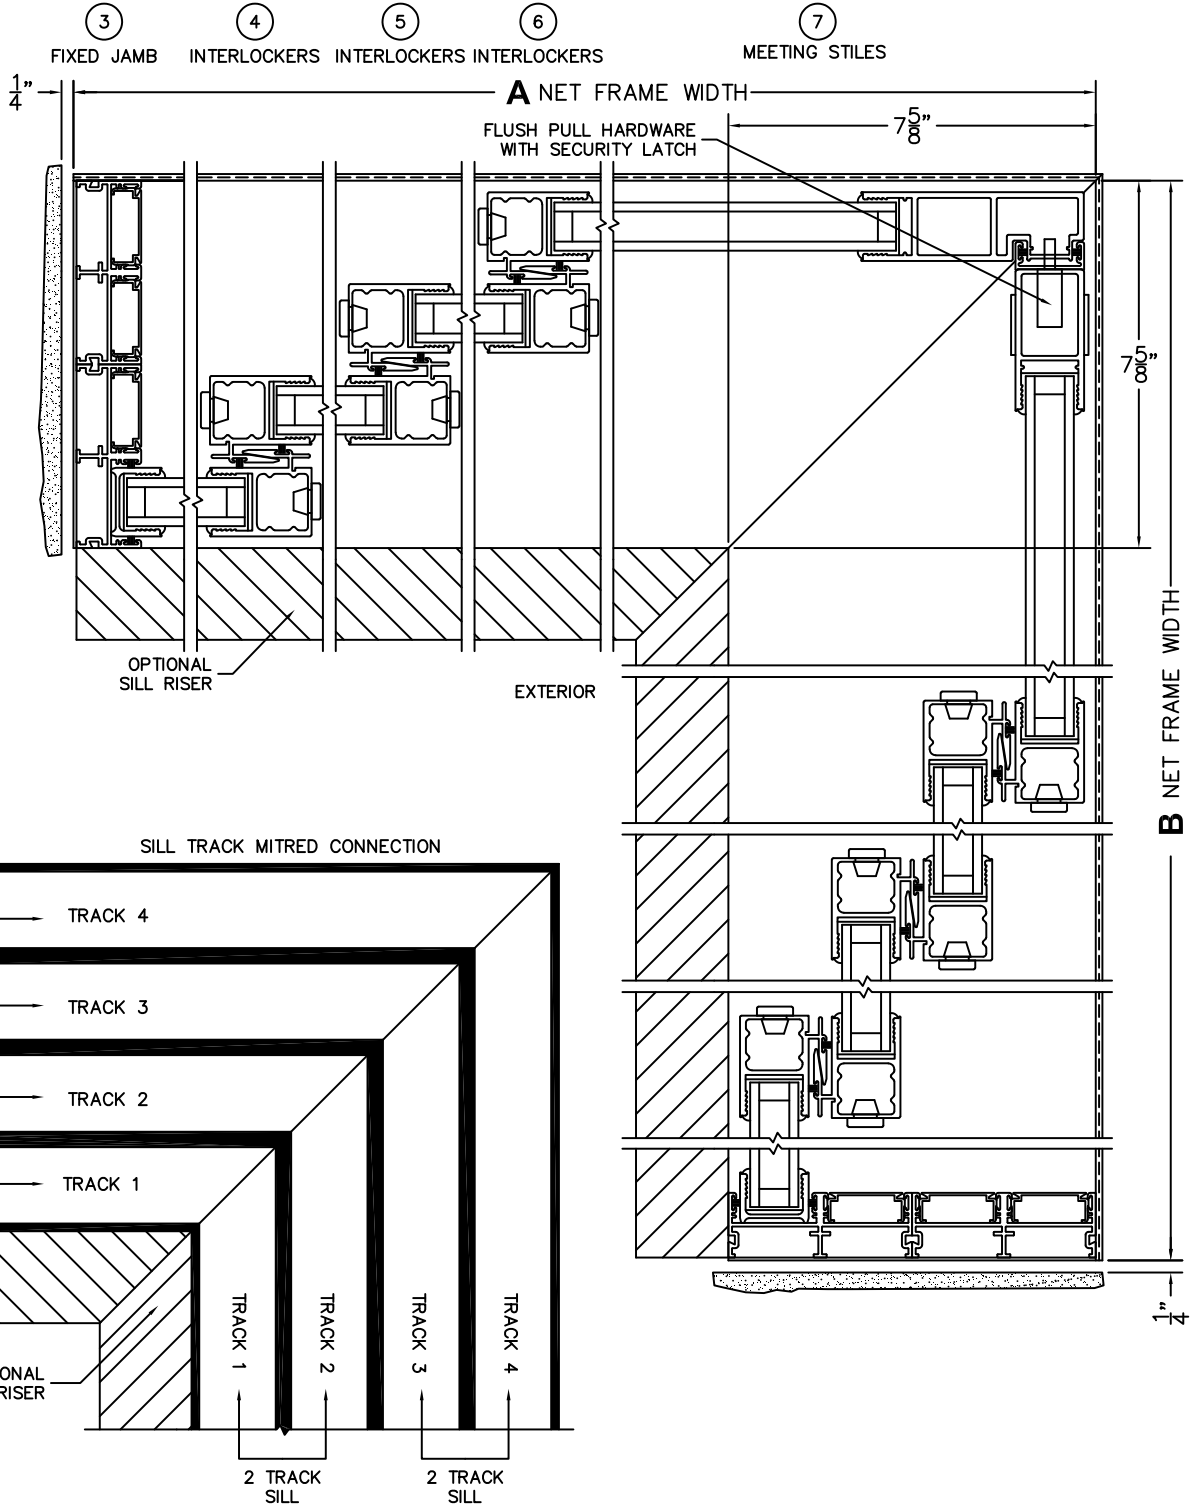 3
FIXED JAMB
4
INTERLOCKERS
5
INTERLOCKERS
6
INTERLOCKERS
7
MEETING STILES
1/4"
A NET FRAME WIDTH
7 5/8"
FLUSH PULL HARDWARE
WITH SECURITY LATCH
7 5/8"
B NET FRAME WIDTH
OPTIONAL
SILL RISER
EXTERIOR
SILL TRACK MITRED CONNECTION
TRACK 4
TRACK 3
TRACK 2
TRACK 1
TRACK 1
TRACK 2
TRACK 3
TRACK 4
1/4"
ONAL
RISER
2 TRACK
SILL
2 TRACK
SILL